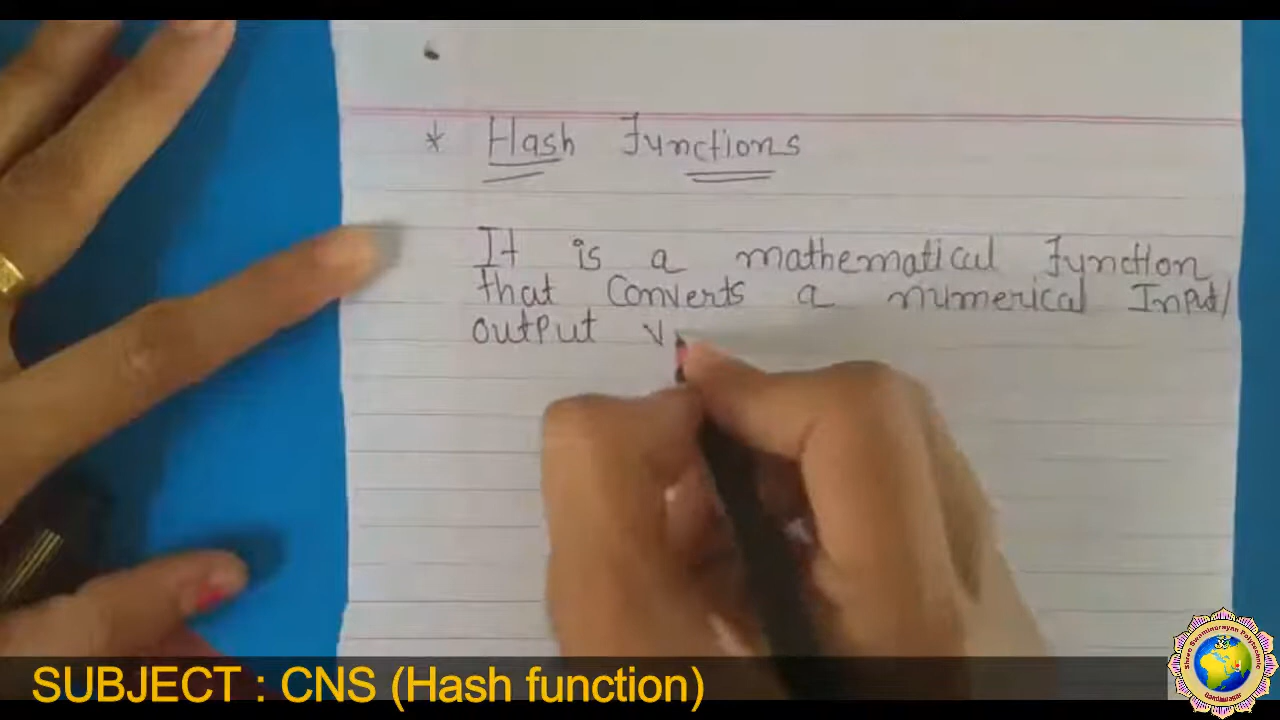 * Hash Functions
It is a mathematical Function
that Converts a numerical Input/
output v
SUBJECT : CNS (Hash function)